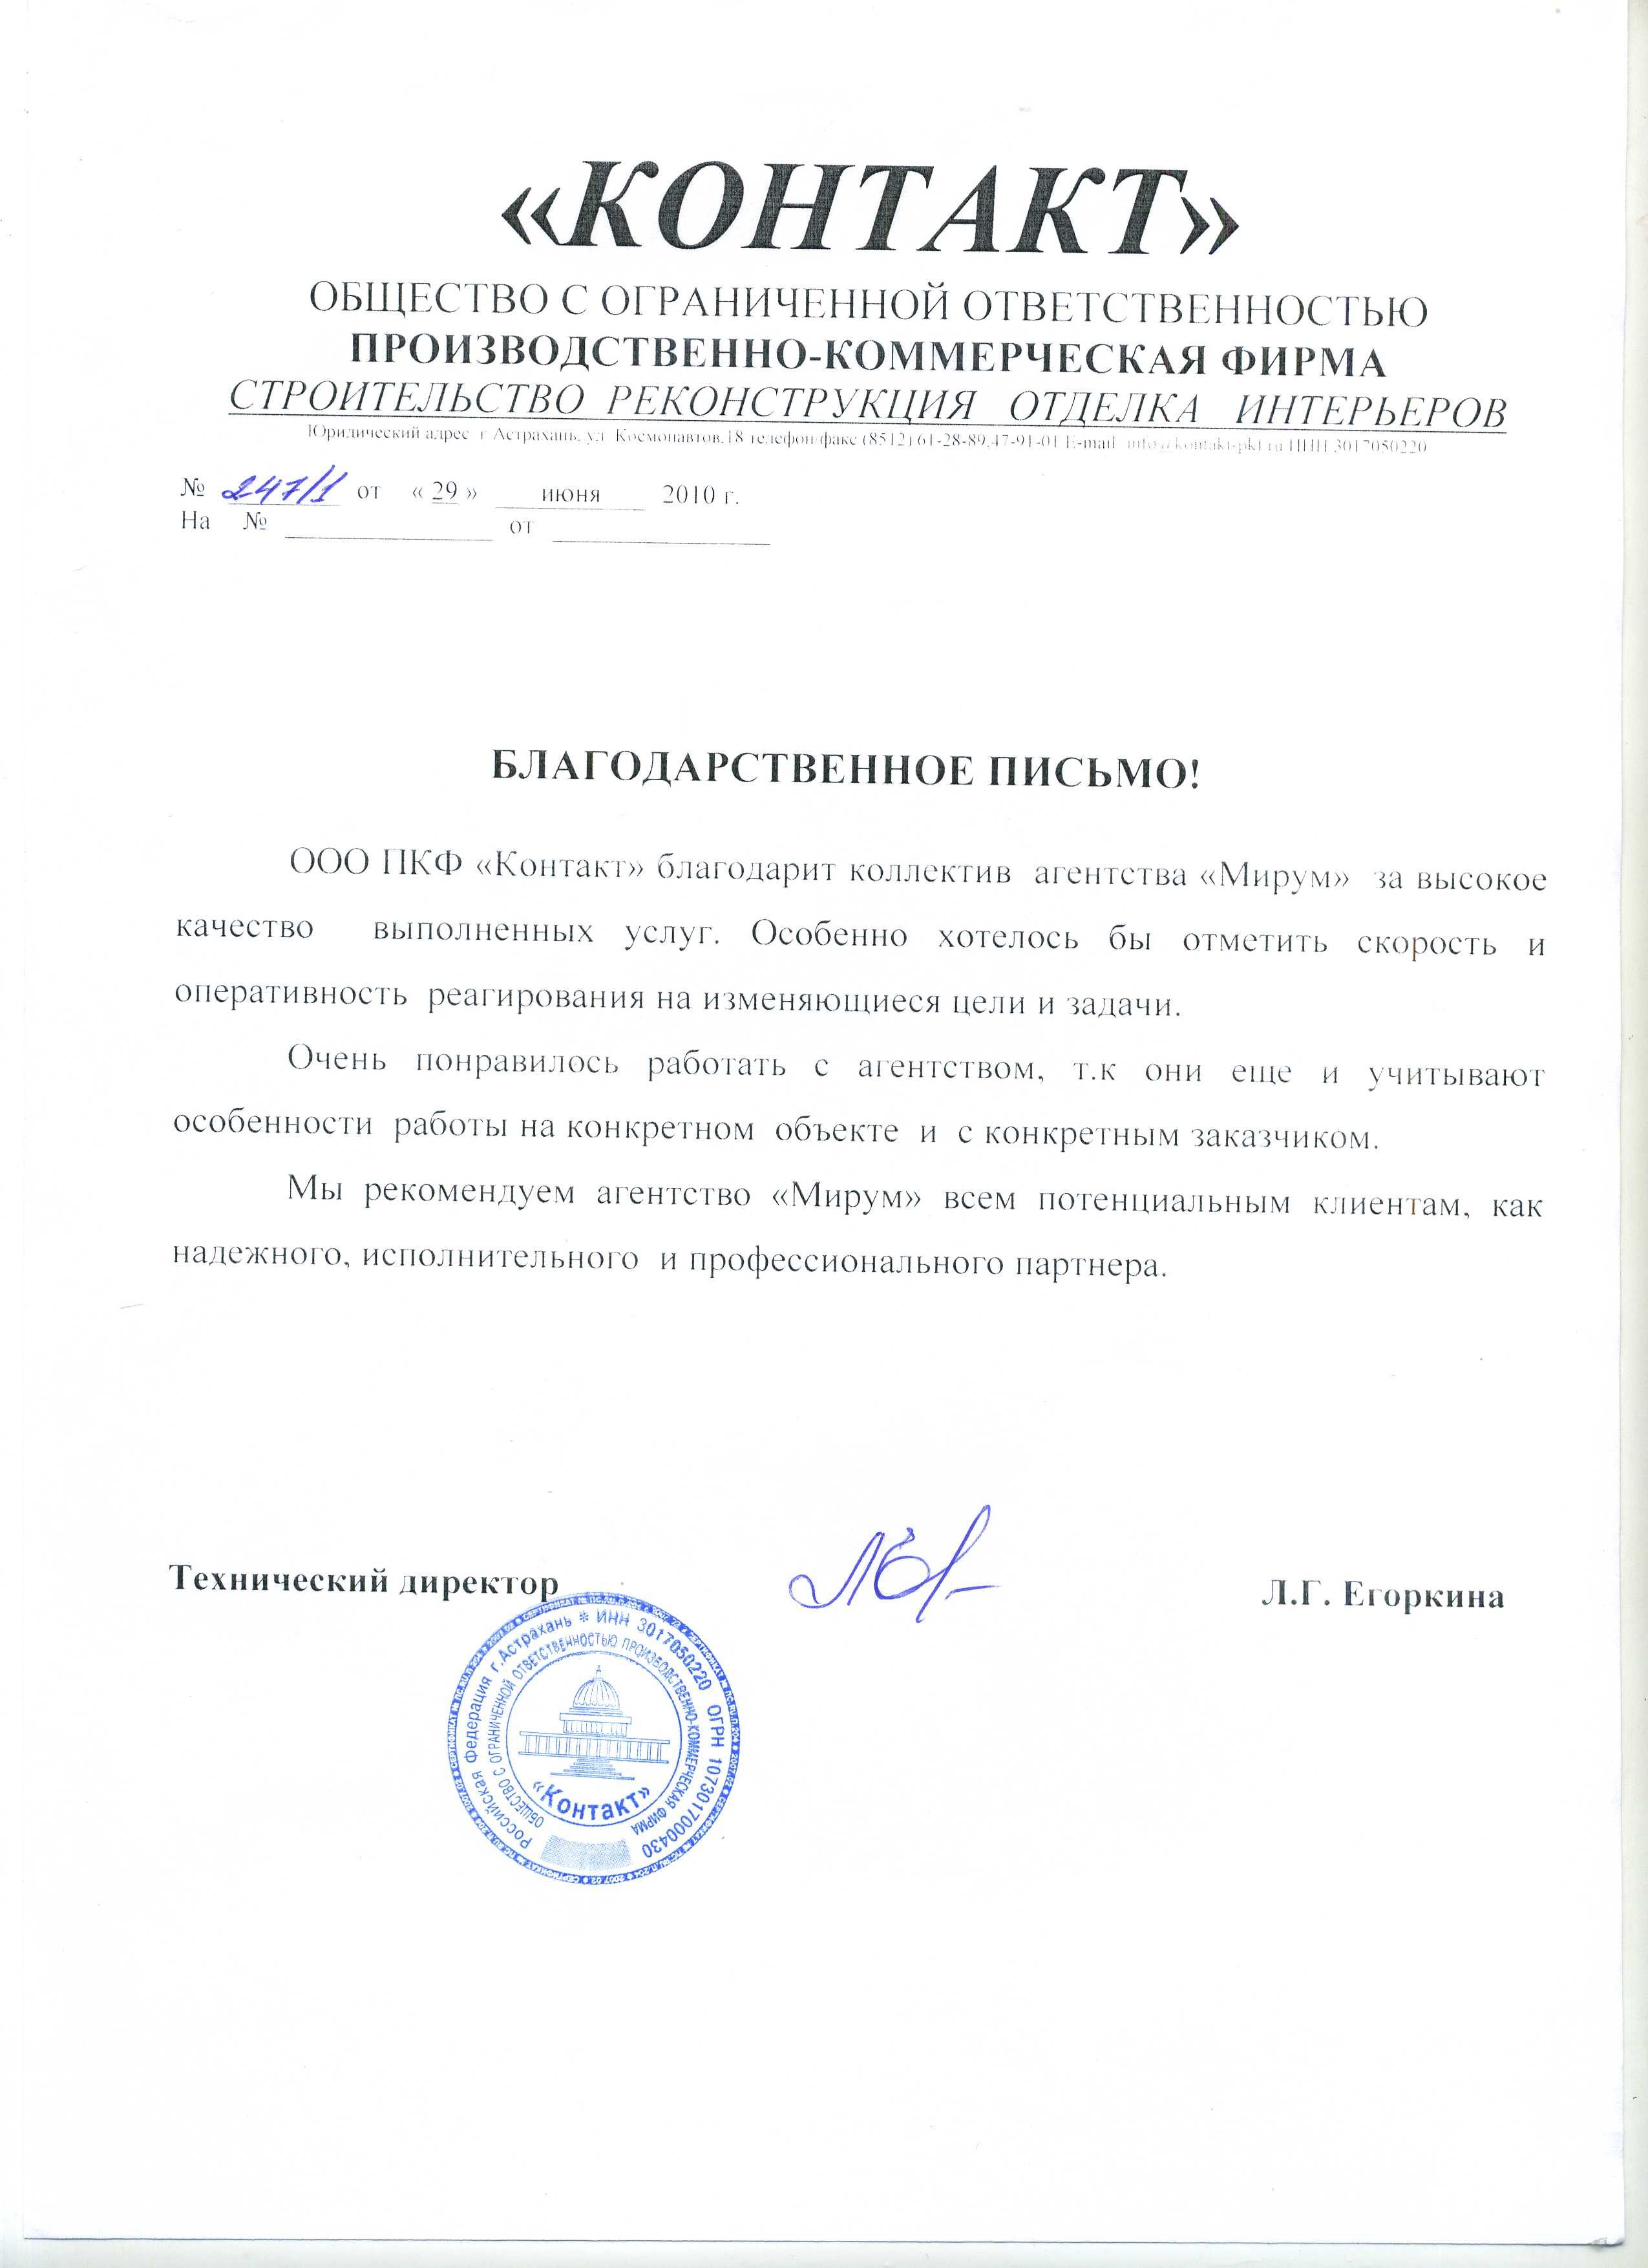 «КОНТАКТ»
ОБЩЕСТВО С ОГРАНИЧЕННОЙ ОТВЕТСТВЕННОСТЬЮ
ПРОИЗВОДСТВЕННО-КОММЕРЧЕСКАЯ ФИРМА
СТРОИТЕЛЬСТВО РЕКОНСТРУКЦИЯ ОТДЕЛКА ИНТЕРЬЕРОВ
Юридический адрес г Астрахань, ул Космонавтов,18 телефон/факс (8512) 61-28-89,47-91-01 E-mail info@kontakt-pkf.ru ИНН 3017050220
№ 247/1 от « 29 » июня 2010 г.
На № от
БЛАГОДАРСТВЕННОЕ ПИСЬМО!
ООО ПКФ «Контакт» благодарит коллектив агентства «Мирум» за высокое
качество выполненных услуг. Особенно хотелось бы отметить скорость и
оперативность реагирования на изменяющиеся цели и задачи.
Очень понравилось работать с агентством, т.к они еще и учитывают
особенности работы на конкретном объекте и с конкретным заказчиком.
Мы рекомендуем агентство «Мирум» всем потенциальным клиентам, как
надежного, исполнительного и профессионального партнера.
Технический директор
Л.Г. Егоркина
Российская Федерация г.Астрахань * ИНН 3017050220 ОГРН 1073017000430
ОБЩЕСТВО С ОГРАНИЧЕННОЙ ОТВЕТСТВЕННОСТЬЮ ПРОИЗВОДСТВЕННО-КОММЕРЧЕСКАЯ ФИРМА
«Контакт»